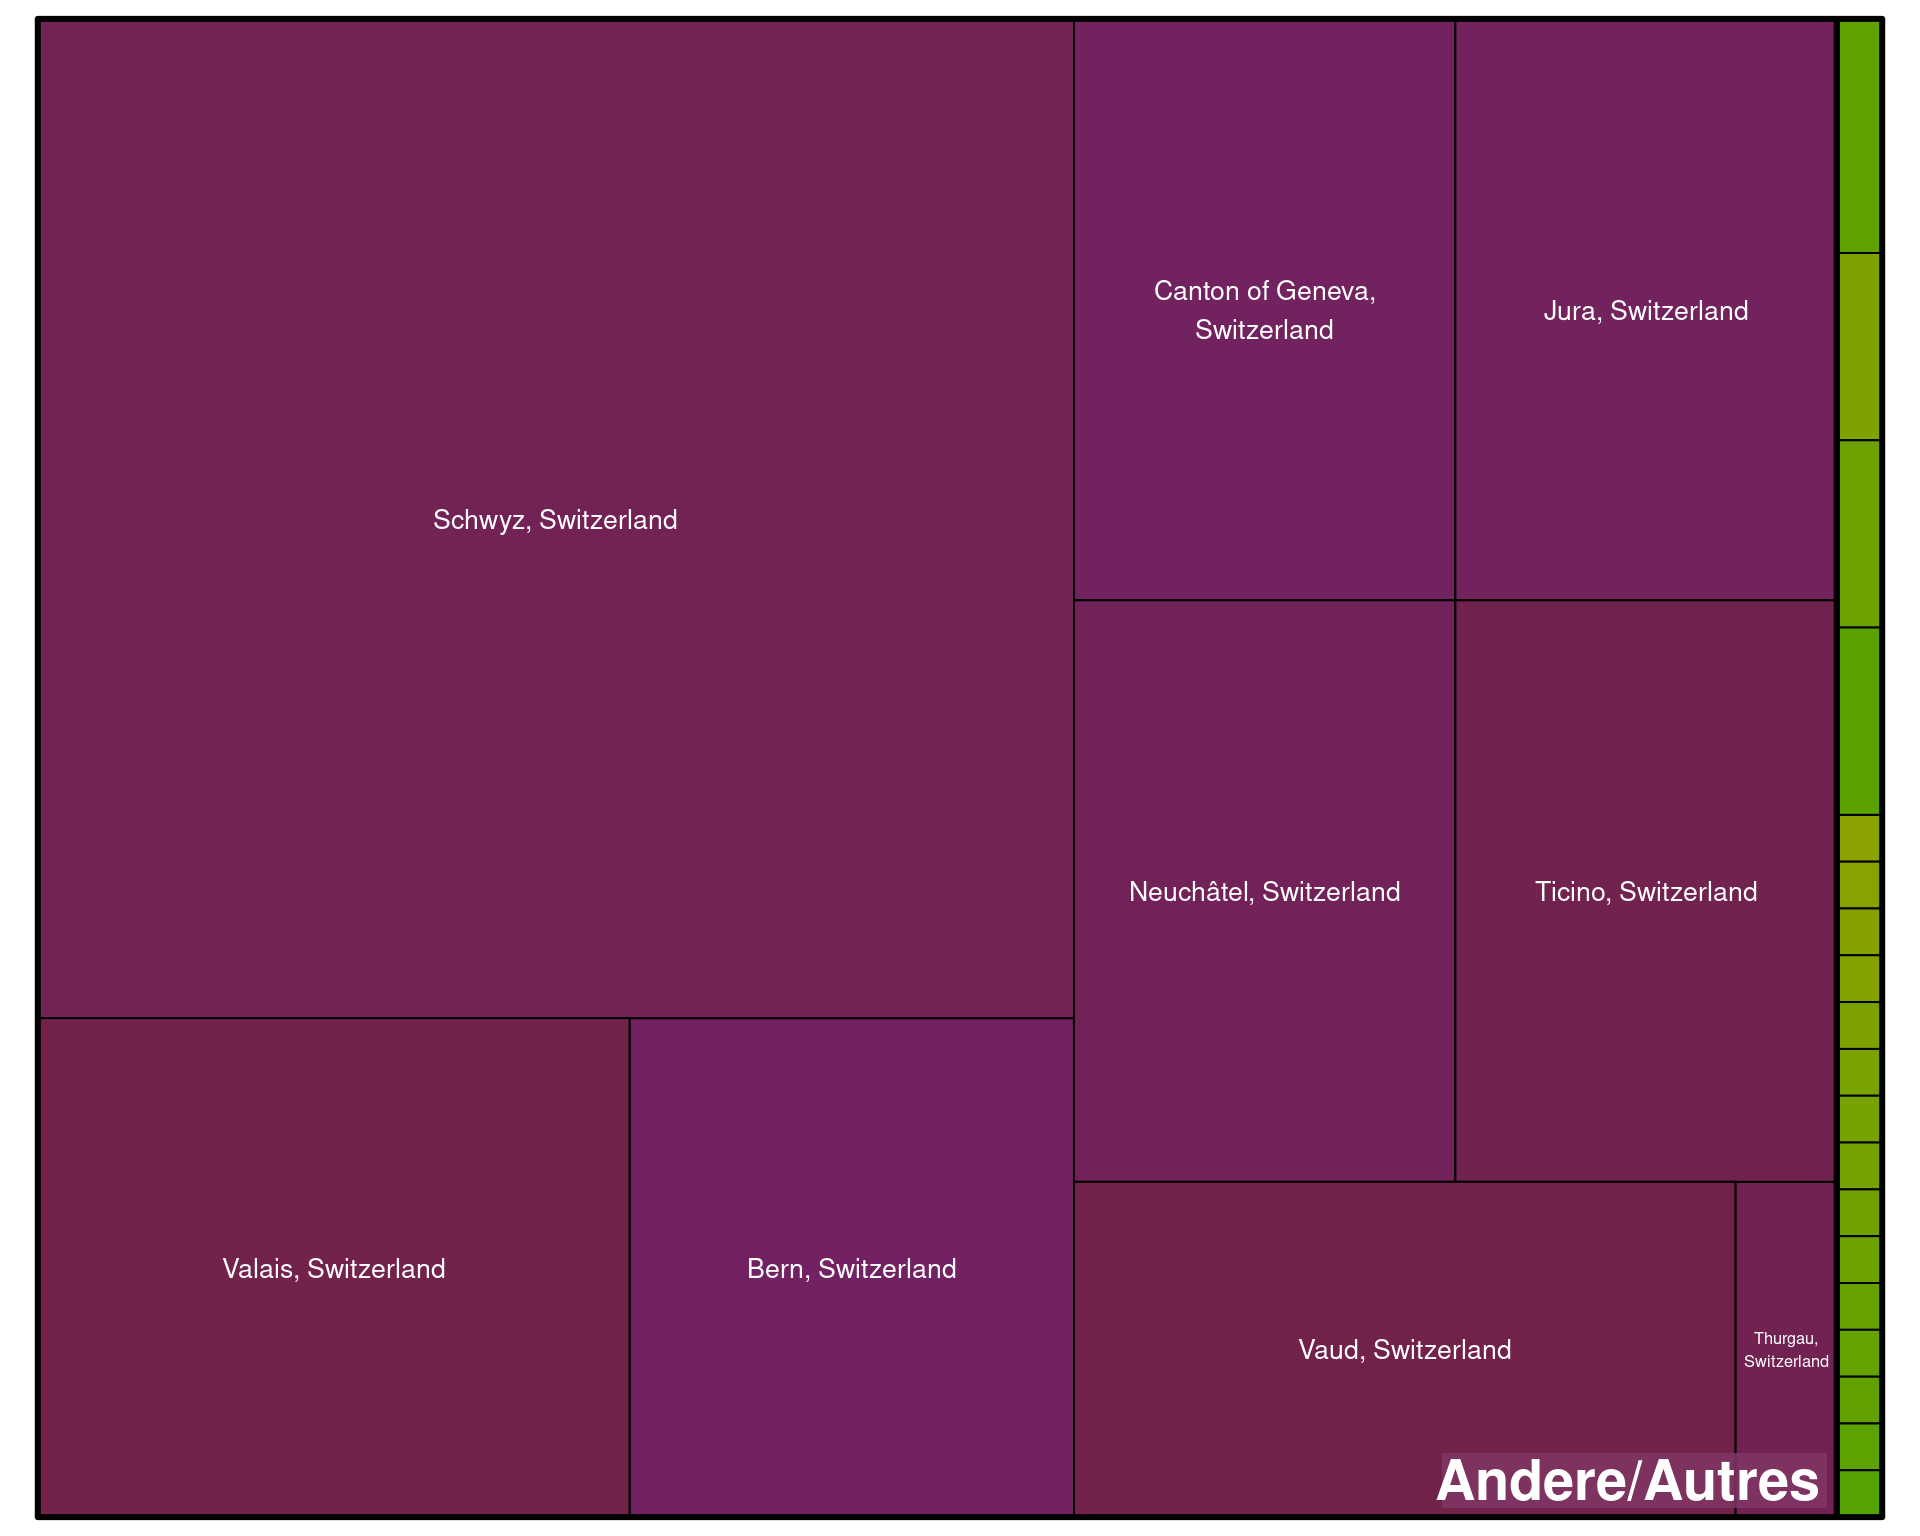 Schwyz, Switzerland
Canton of Geneva,
Switzerland
Jura, Switzerland
Neuchâtel, Switzerland
Ticino, Switzerland
Valais, Switzerland
Bern, Switzerland
Vaud, Switzerland
Thurgau,
Switzerland
Andere/Autres